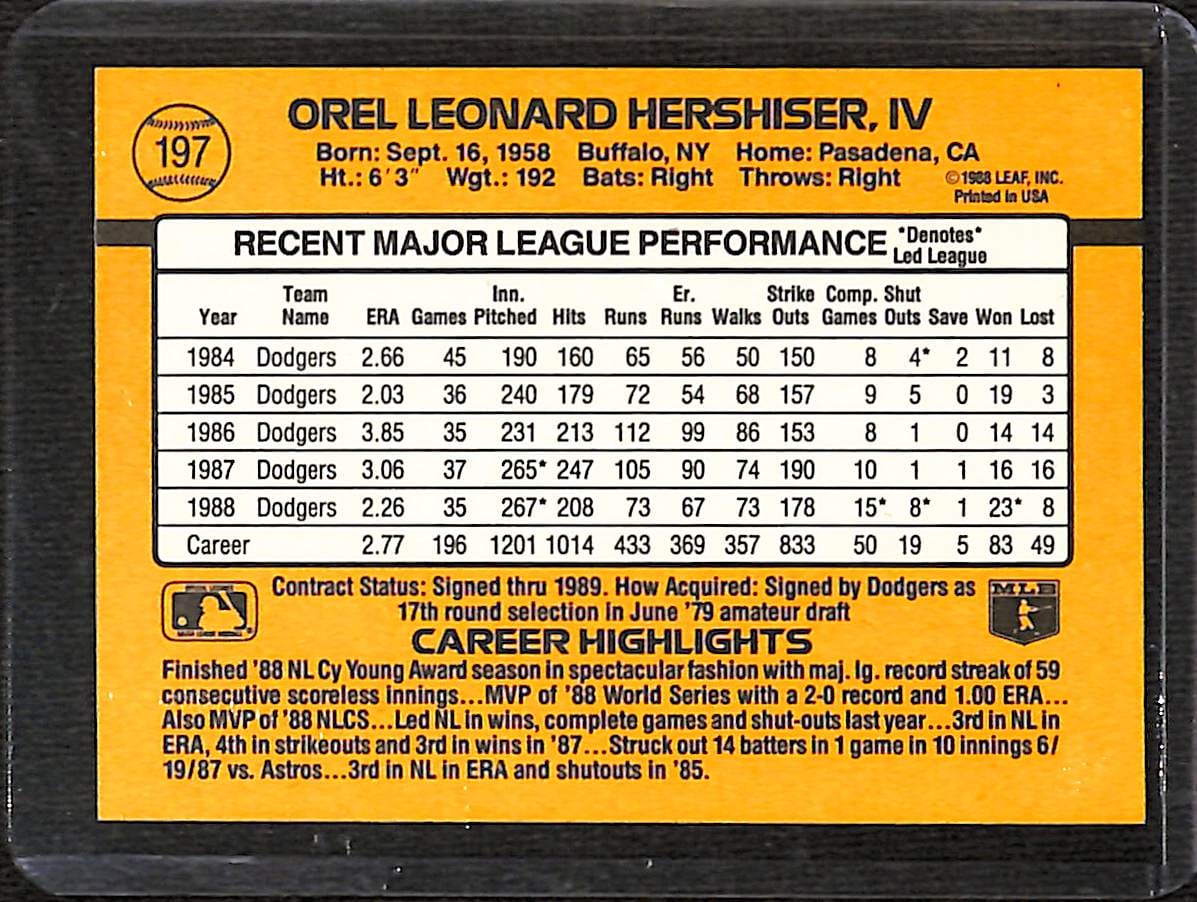 197
OREL LEONARD HERSHISER, IV
Born: Sept. 16, 1958 Buffalo, NY Home: Pasadena, CA
Ht.: 6'3" Wgt.: 192 Bats: Right Throws: Right
©1988 LEAF, INC.
Printed in USA
RECENT MAJOR LEAGUE PERFORMANCE *Denotes* Led League
Team Inn. Er. Strike Comp. Shut
Year Name ERA Games Pitched Hits Runs Runs Walks Outs Games Outs Save Won Lost
1984 Dodgers 2.66 45 190 160 65 56 50 150 8 4* 2 11 8
1985 Dodgers 2.03 36 240 179 72 54 68 157 9 5 0 19 3
1986 Dodgers 3.85 35 231 213 112 99 86 153 8 1 0 14 14
1987 Dodgers 3.06 37 265* 247 105 90 74 190 10 1 1 16 16
1988 Dodgers 2.26 35 267* 208 73 67 73 178 15* 8* 1 23* 8
Career 2.77 196 1201 1014 433 369 357 833 50 19 5 83 49
Contract Status: Signed thru 1989. How Acquired: Signed by Dodgers as
17th round selection in June '79 amateur draft
MLB
CAREER HIGHLIGHTS
Finished '88 NL Cy Young Award season in spectacular fashion with maj. lg. record streak of 59
consecutive scoreless innings...MVP of '88 World Series with a 2-0 record and 1.00 ERA...
Also MVP of '88 NLCS...Led NL in wins, complete games and shut-outs last year...3rd in NL in
ERA, 4th in strikeouts and 3rd in wins in '87...Struck out 14 batters in 1 game in 10 innings 6/
19/87 vs. Astros...3rd in NL in ERA and shutouts in '85.